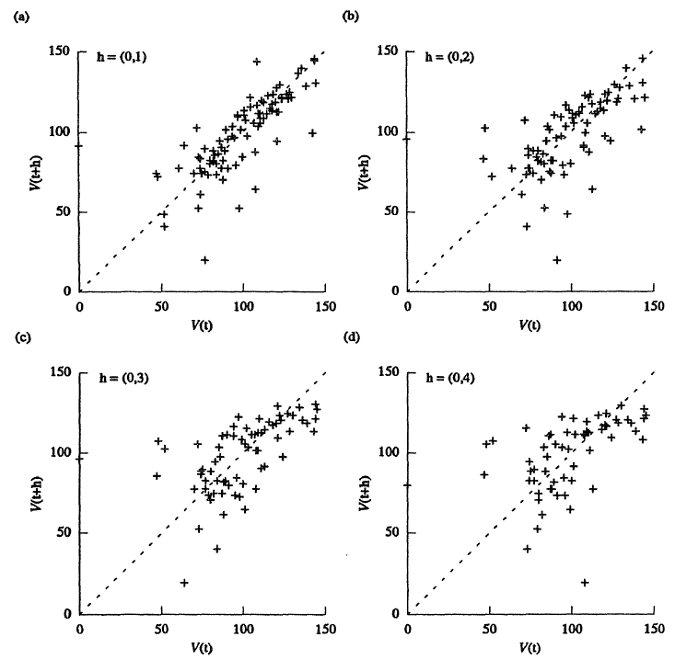 (a)
h = (0,1)
150
100
50
0
V(t+h)
0 50 100 150
V(t)
(b)
h = (0,2)
150
100
50
0
V(t+h)
0 50 100 150
V(t)
(c)
h = (0,3)
150
100
50
0
V(t+h)
0 50 100 150
V(t)
(d)
h = (0,4)
150
100
50
0
V(t+h)
0 50 100 150
V(t)